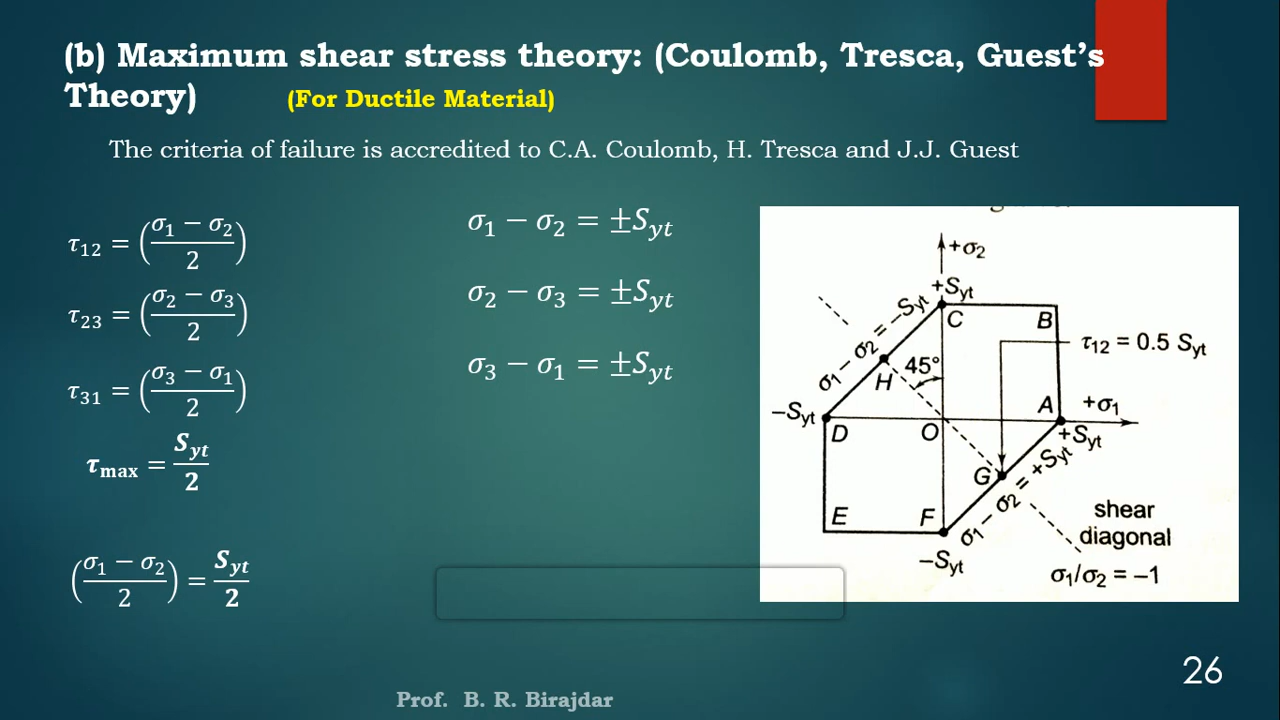 (b) Maximum shear stress theory: (Coulomb, Tresca, Guest's
Theory) (For Ductile Material)
The criteria of failure is accredited to C.A. Coulomb, H. Tresca and J.J. Guest
τ₁₂ = ((σ₁ − σ₂)/2)
τ₂₃ = ((σ₂ − σ₃)/2)
τ₃₁ = ((σ₃ − σ₁)/2)
τmax = Syt/2
((σ₁ − σ₂)/2) = Syt/2
σ₁ − σ₂ = ±Syt
σ₂ − σ₃ = ±Syt
σ₃ − σ₁ = ±Syt
+σ₂
+Syt
C
B
σ₁ − σ₂ = −Syt
τ₁₂ = 0.5 Syt
45°
H
A
+σ₁
−Syt
D
O
+Syt
G
σ₁ − σ₂ = +Syt
E
F
−Syt
shear
diagonal
σ₁/σ₂ = −1
26
Prof. B. R. Birajdar